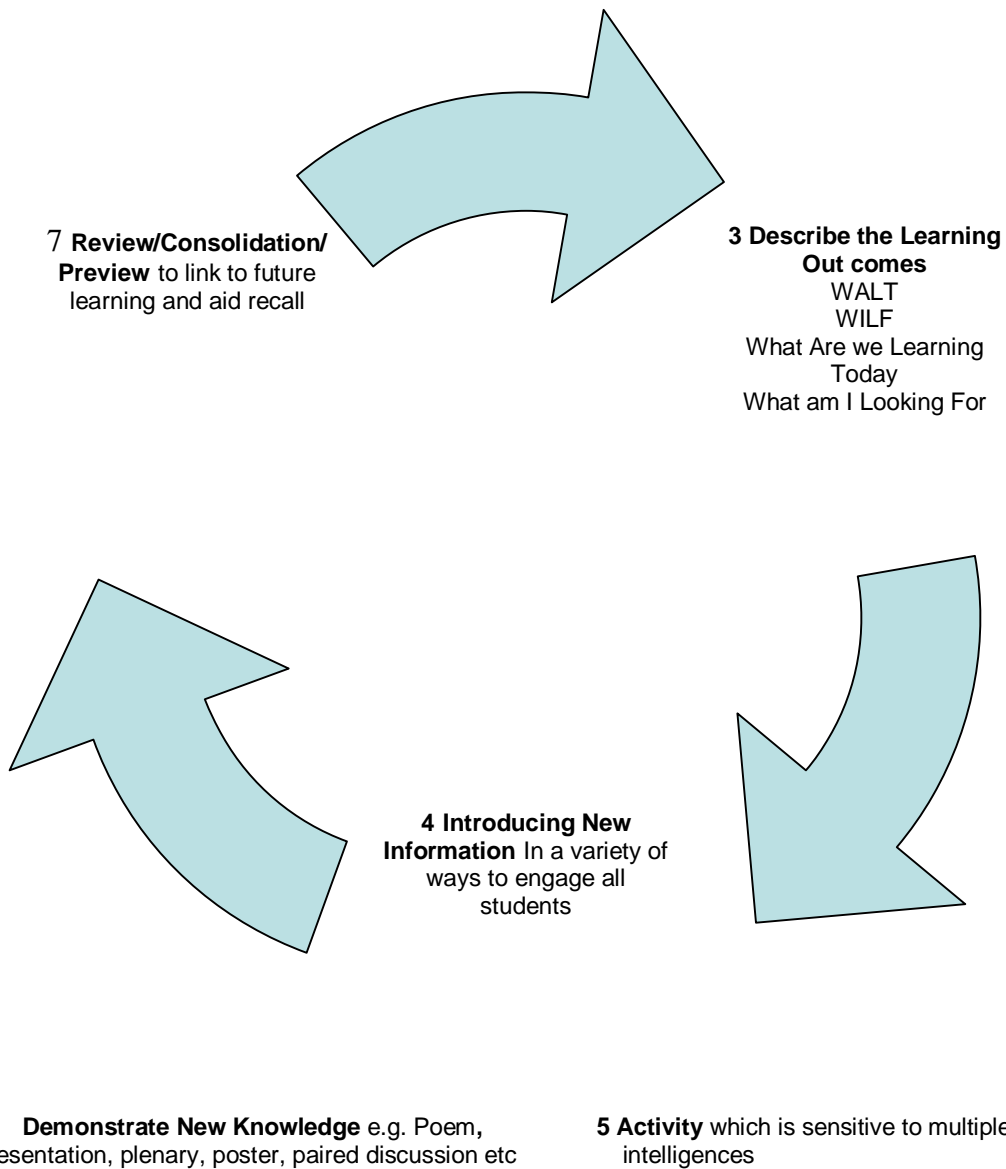 7 Review/Consolidation/
Preview to link to future
learning and aid recall
3 Describe the Learning
Out comes
WALT
WILF
What Are we Learning
Today
What am I Looking For
4 Introducing New
Information In a variety of
ways to engage all
students
Demonstrate New Knowledge e.g. Poem,
esentation, plenary, poster, paired discussion etc
5 Activity which is sensitive to multiple
intelligences